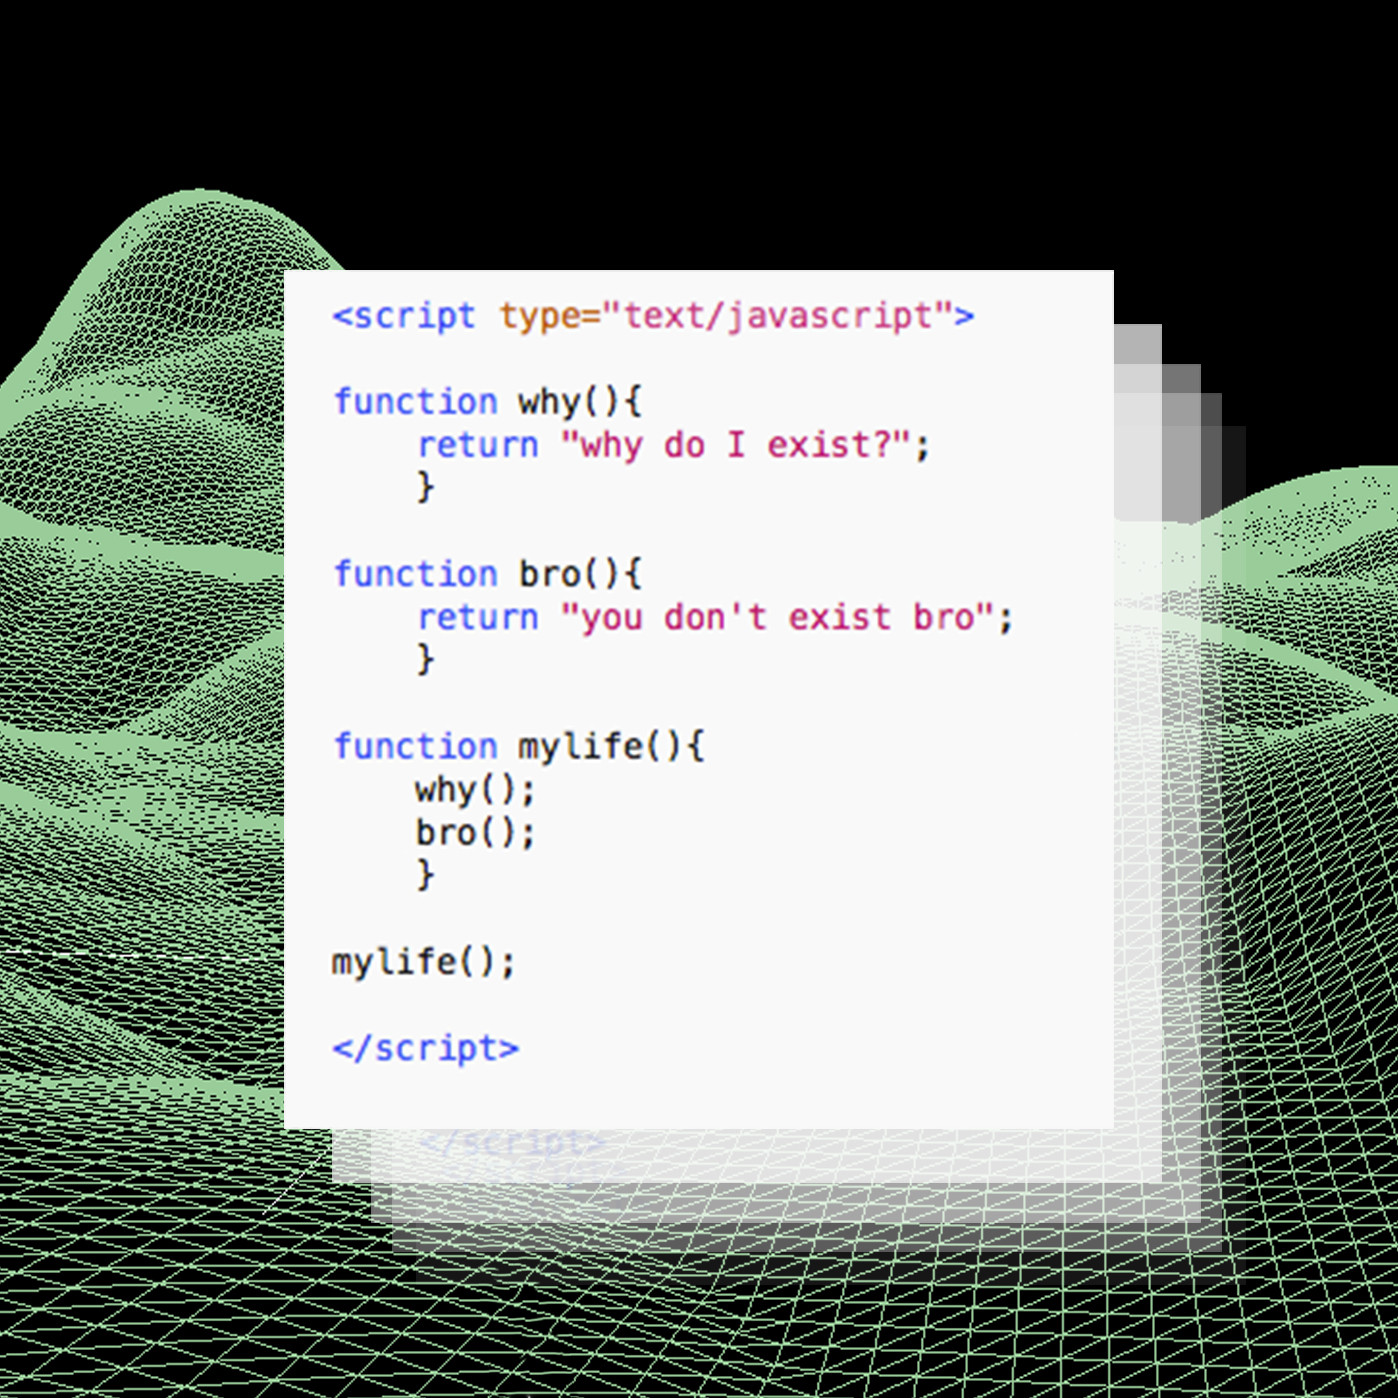 <script type="text/javascript">
function why(){
return "why do I exist?";
}
function bro(){
return "you don't exist bro";
}
function mylife(){
why();
bro();
}
mylife();
</script>
</script>